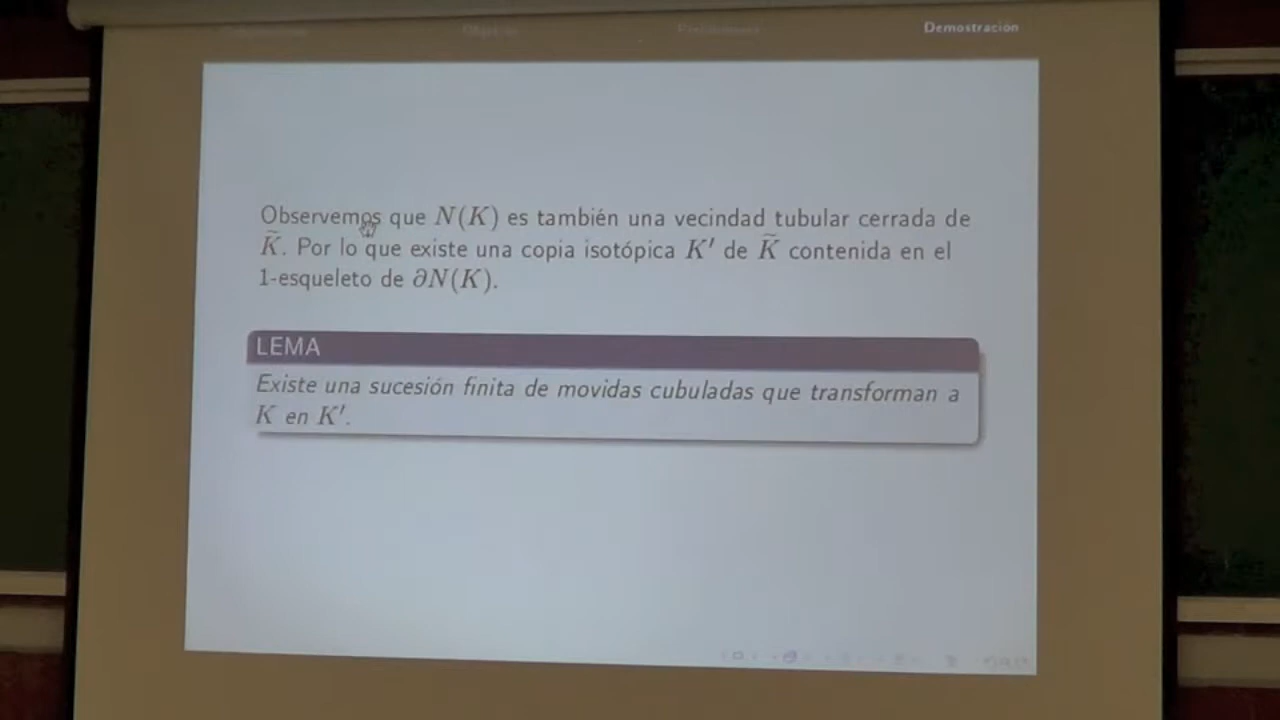 Demostración
Observemos que N(K) es también una vecindad tubular cerrada de
K̃. Por lo que existe una copia isotópica K′ de K̃ contenida en el
1-esqueleto de ∂N(K).
LEMA
Existe una sucesión finita de movidas cubuladas que transforman a
K en K′.